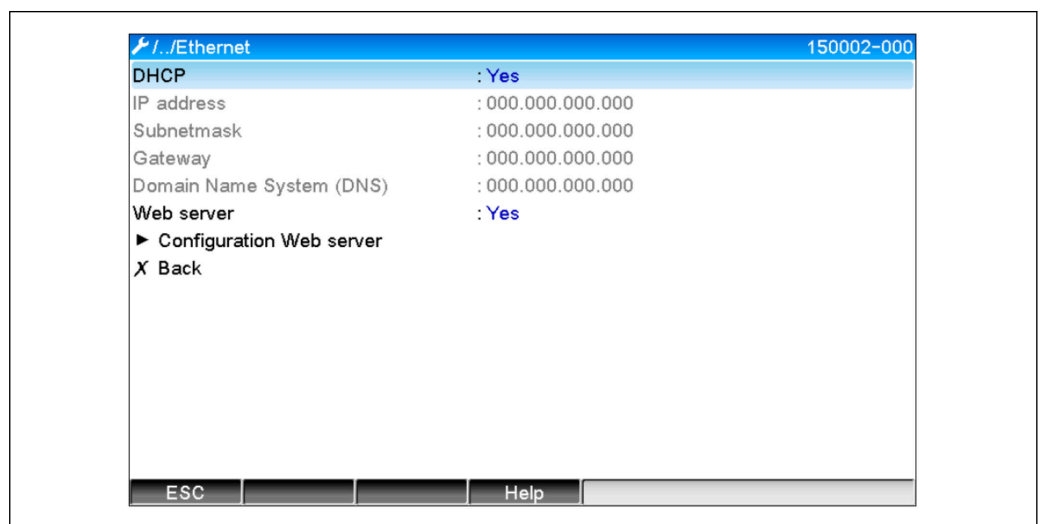 /../Ethernet 150002-000
DHCP : Yes
IP address : 000.000.000.000
Subnetmask : 000.000.000.000
Gateway : 000.000.000.000
Domain Name System (DNS) : 000.000.000.000
Web server : Yes
► Configuration Web server
X Back
ESC Help